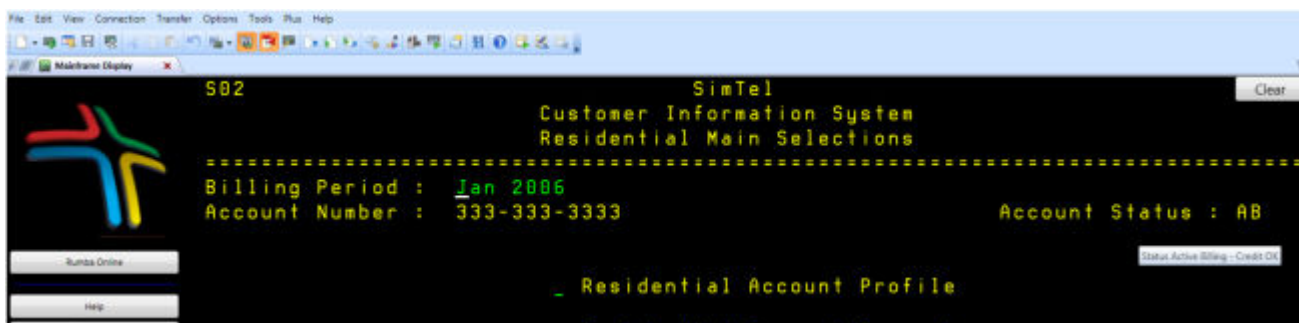 File Edit View Connection Transfer Options Tools Plus Help
Mainframe Display
S02 SimTel Clear
Customer Information System
Residential Main Selections
================================================================================
Billing Period : Jan 2006
Account Number : 333-333-3333 Account Status : AB
Rumba Online
Status Active Billing - Credit OK
_ Residential Account Profile
Help